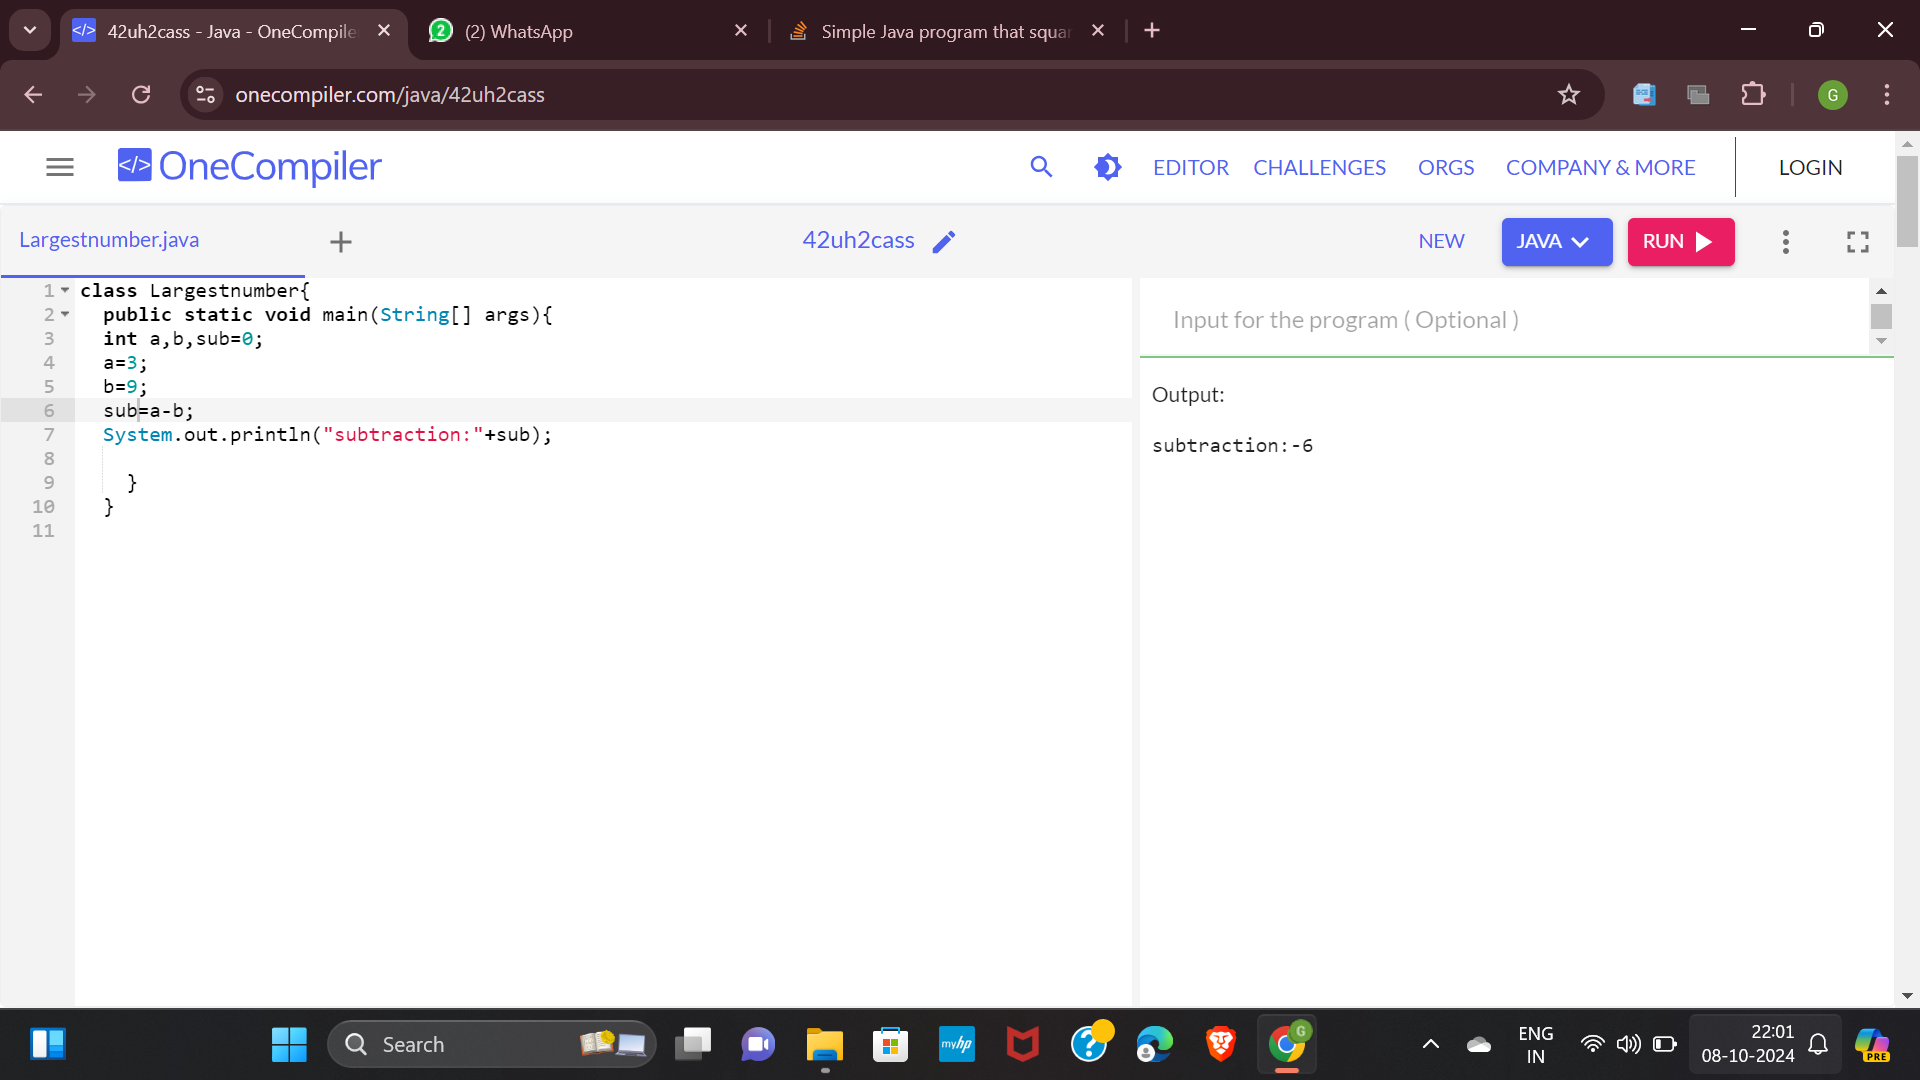 42uh2cass - Java - OneCompile
2
(2) WhatsApp
Simple Java program that squar
onecompiler.com/java/42uh2cass
G
</> OneCompiler
EDITOR
CHALLENGES
ORGS
COMPANY & MORE
LOGIN
Largestnumber.java
42uh2cass
NEW
JAVA
RUN
1 class Largestnumber{
2 public static void main(String[] args){
3 int a,b,sub=0;
4 a=3;
5 b=9;
6 sub=a-b;
7 System.out.println("subtraction:"+sub);
8
9 }
10 }
11
Input for the program ( Optional )
Output:
subtraction:-6
Search
myhp
G
ENG
IN
22:01
08-10-2024
PRE